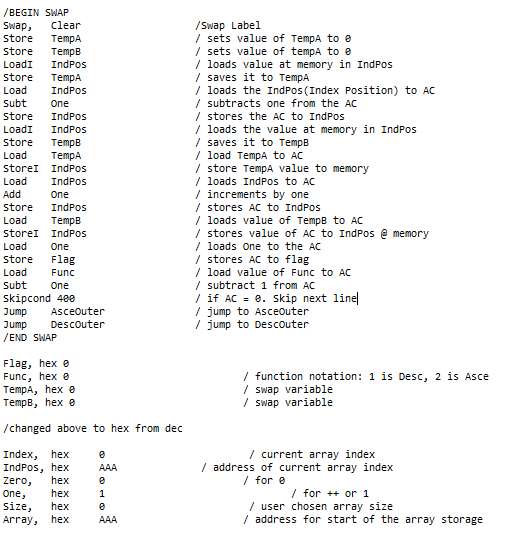 /BEGIN SWAP
Swap, Clear /Swap Label
Store TempA / sets value of TempA to 0
Store TempB / sets value of tempA to 0
LoadI IndPos / loads value at memory in IndPos
Store TempA / saves it to TempA
Load IndPos / loads the IndPos(Index Position) to AC
Subt One / subtracts one from the AC
Store IndPos / stores the AC to IndPos
LoadI IndPos / loads the value at memory in IndPos
Store TempB / saves it to TempB
Load TempA / load TempA to AC
StoreI IndPos / store TempA value to memory
Load IndPos / loads IndPos to AC
Add One / increments by one
Store IndPos / stores AC to IndPos
Load TempB / loads value of TempB to AC
StoreI IndPos / stores value of AC to IndPos @ memory
Load One / loads One to the AC
Store Flag / stores AC to flag
Load Func / load value of Func to AC
Subt One / subtract 1 from AC
Skipcond 400 / if AC = 0. Skip next line
Jump AsceOuter / jump to AsceOuter
Jump DescOuter / jump to DescOuter
/END SWAP
Flag, hex 0
Func, hex 0 / function notation: 1 is Desc, 2 is Asce
TempA, hex 0 / swap variable
TempB, hex 0 / swap variable
/changed above to hex from dec
Index, hex 0 / current array index
IndPos, hex AAA / address of current array index
Zero, hex 0 / for 0
One, hex 1 / for ++ or 1
Size, hex 0 / user chosen array size
Array, hex AAA / address for start of the array storage